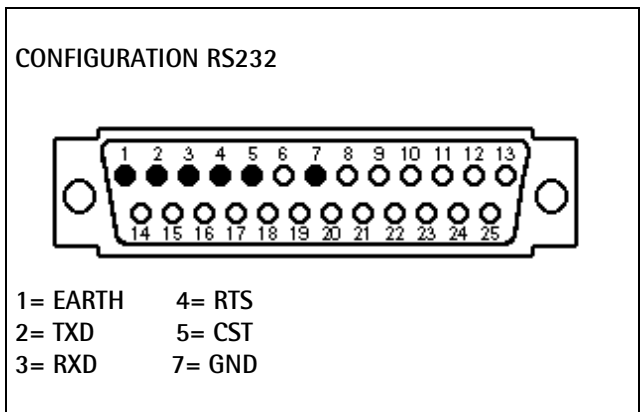 CONFIGURATION RS232
1 2 3 4 5 6 7 8 9 10 11 12 13
14 15 16 17 18 19 20 21 22 23 24 25
1= EARTH 4= RTS
2= TXD 5= CST
3= RXD 7= GND